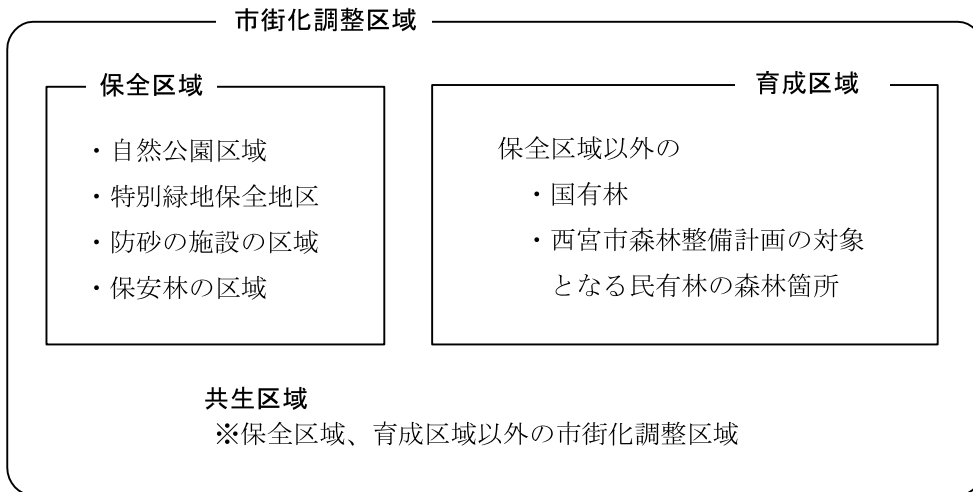 市街化調整区域
保全区域
・自然公園区域
・特別緑地保全地区
・防砂の施設の区域
・保安林の区域
育成区域
保全区域以外の
・国有林
・西宮市森林整備計画の対象
となる民有林の森林箇所
共生区域
※保全区域、育成区域以外の市街化調整区域